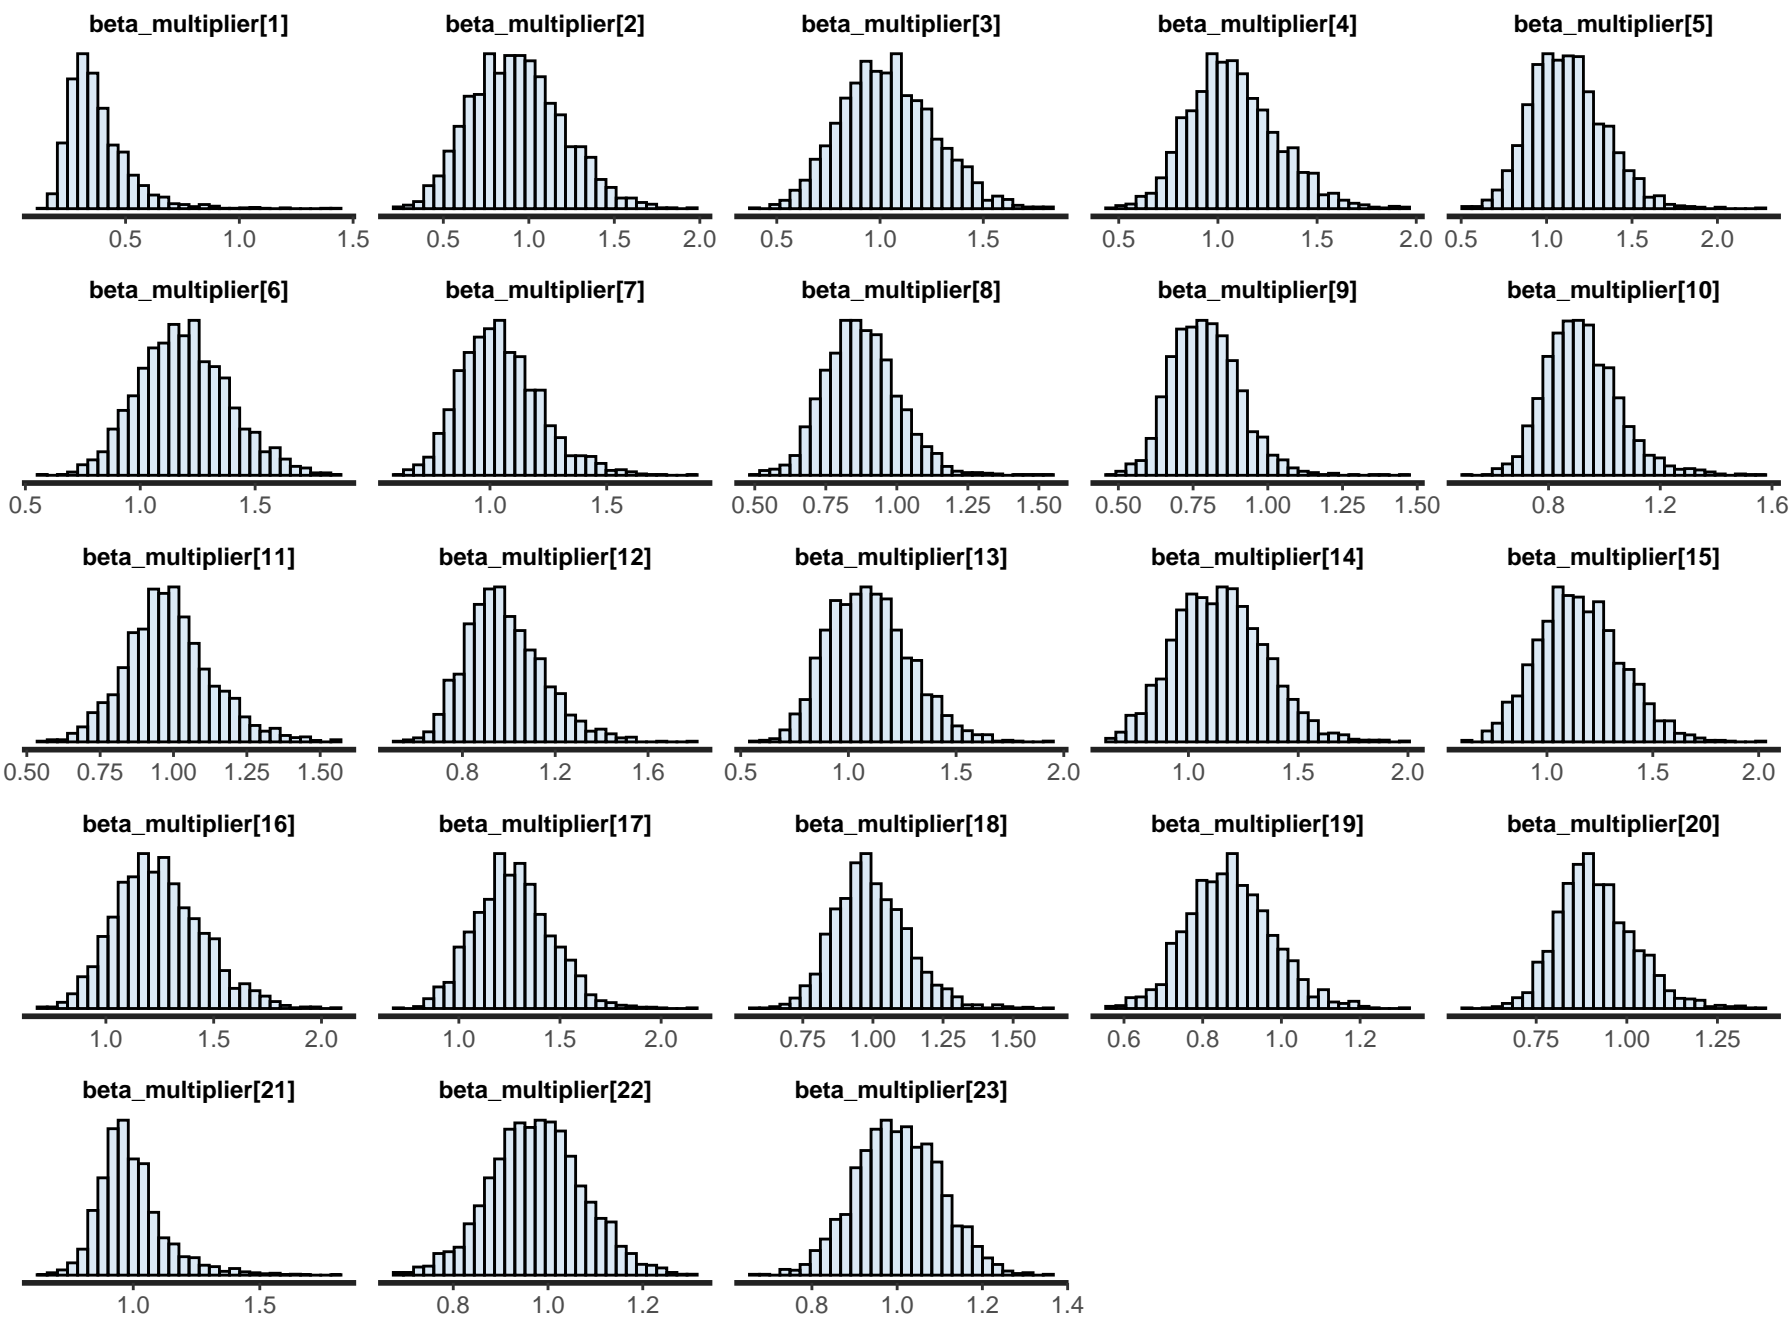 beta_multiplier[1] beta_multiplier[2] beta_multiplier[3] beta_multiplier[4] beta_multiplier[5]
0.5 1.0 1.5 0.5 1.0 1.5 2.0 0.5 1.0 1.5 0.5 1.0 1.5 2.0 0.5 1.0 1.5 2.0
beta_multiplier[6] beta_multiplier[7] beta_multiplier[8] beta_multiplier[9] beta_multiplier[10]
0.5 1.0 1.5 1.0 1.5 0.50 0.75 1.00 1.25 1.50 0.50 0.75 1.00 1.25 1.50 0.8 1.2 1.6
beta_multiplier[11] beta_multiplier[12] beta_multiplier[13] beta_multiplier[14] beta_multiplier[15]
0.50 0.75 1.00 1.25 1.50 0.8 1.2 1.6 0.5 1.0 1.5 2.0 1.0 1.5 2.0 1.0 1.5 2.0
beta_multiplier[16] beta_multiplier[17] beta_multiplier[18] beta_multiplier[19] beta_multiplier[20]
1.0 1.5 2.0 1.0 1.5 2.0 0.75 1.00 1.25 1.50 0.6 0.8 1.0 1.2 0.75 1.00 1.25
beta_multiplier[21] beta_multiplier[22] beta_multiplier[23]
1.0 1.5 0.8 1.0 1.2 0.8 1.0 1.2 1.4